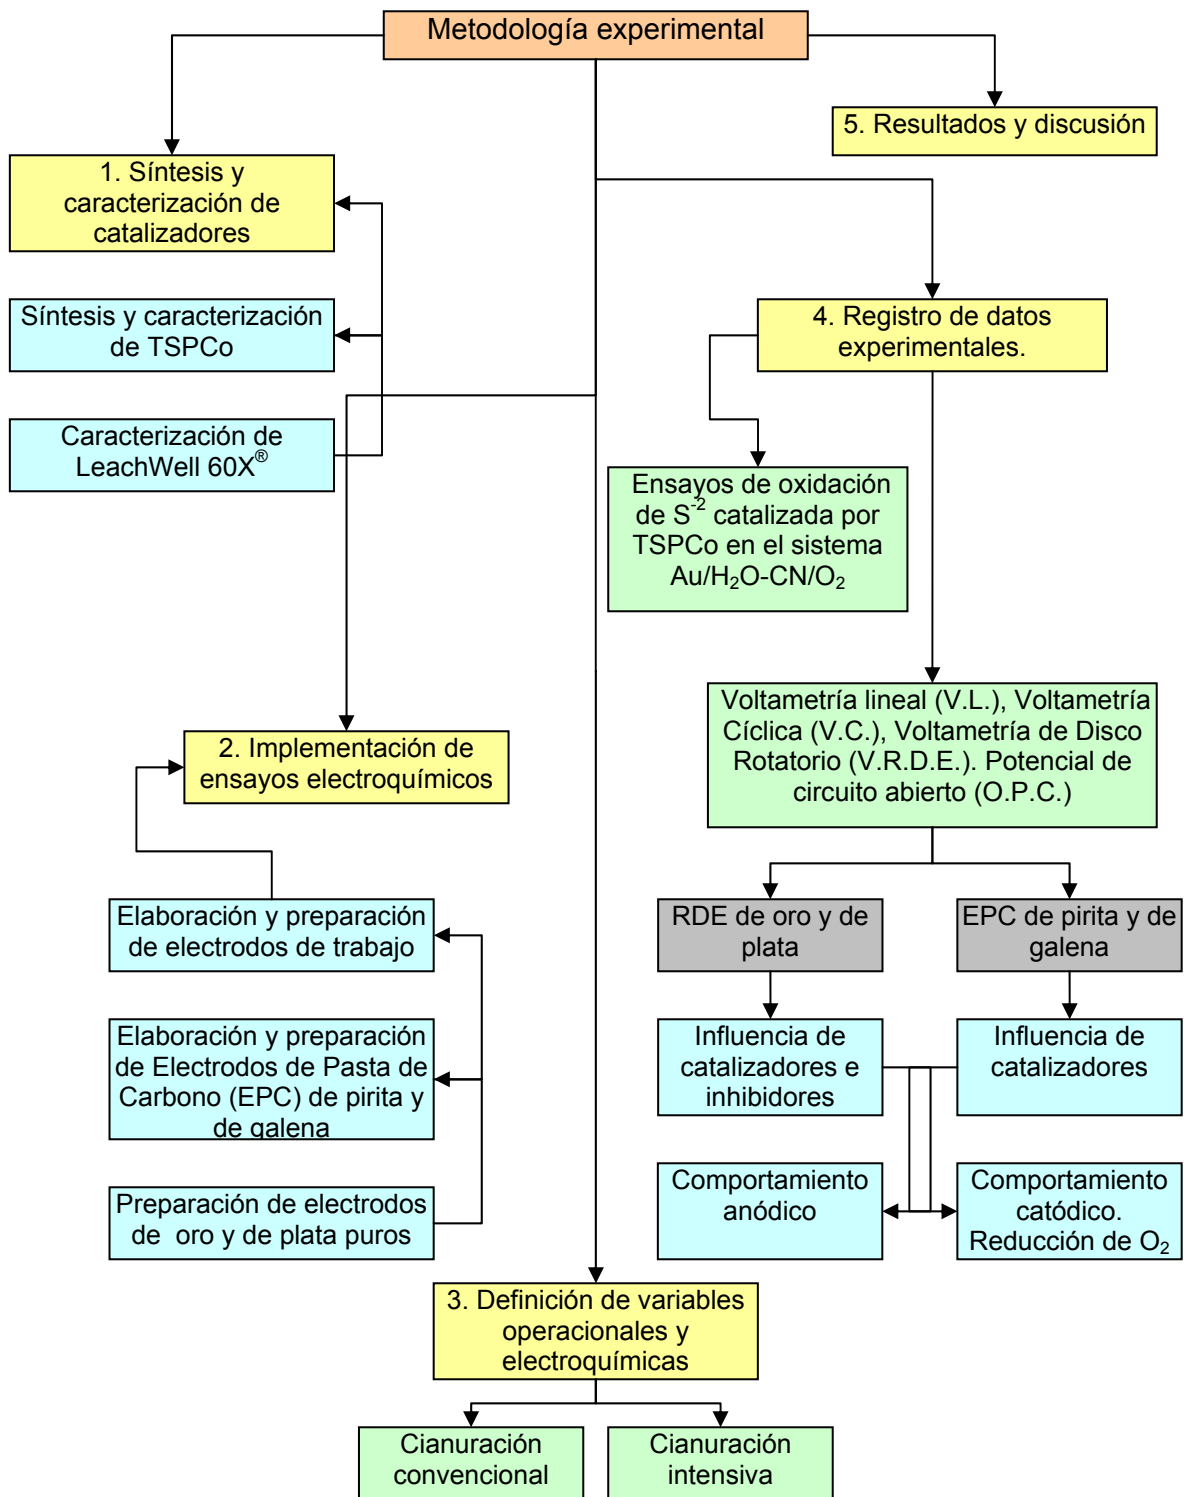 Metodología experimental
5. Resultados y discusión
1. Síntesis y
caracterización de
catalizadores
Síntesis y caracterización
de TSPCo
Caracterización de
LeachWell 60X®
4. Registro de datos
experimentales.
Ensayos de oxidación
de S⁻² catalizada por
TSPCo en el sistema
Au/H₂O-CN/O₂
Voltametría lineal (V.L.), Voltametría
Cíclica (V.C.), Voltametría de Disco
Rotatorio (V.R.D.E.). Potencial de
circuito abierto (O.P.C.)
2. Implementación de
ensayos electroquímicos
Elaboración y preparación
de electrodos de trabajo
Elaboración y preparación
de Electrodos de Pasta de
Carbono (EPC) de pirita y
de galena
Preparación de electrodos
de oro y de plata puros
RDE de oro y de
plata
EPC de pirita y de
galena
Influencia de
catalizadores e
inhibidores
Influencia de
catalizadores
Comportamiento
anódico
Comportamiento
catódico.
Reducción de O₂
3. Definición de variables
operacionales y
electroquímicas
Cianuración
convencional
Cianuración
intensiva